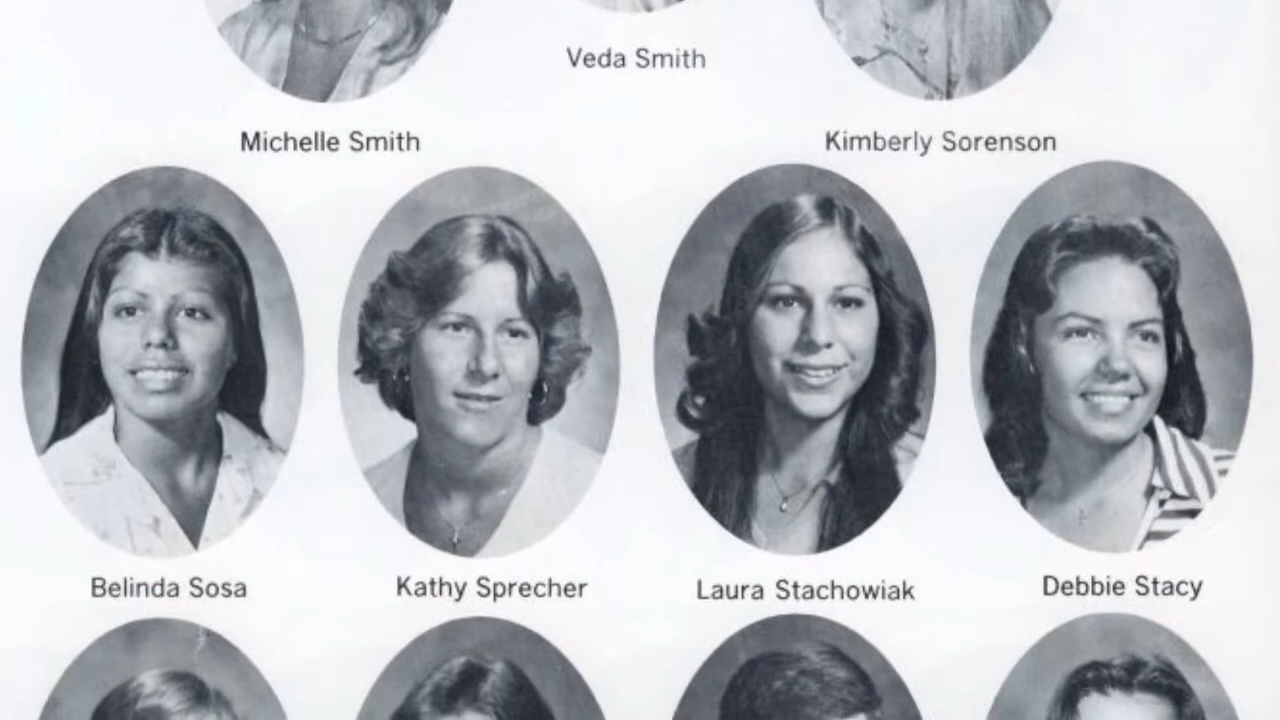 Veda Smith
Michelle Smith
Kimberly Sorenson
Belinda Sosa
Kathy Sprecher
Laura Stachowiak
Debbie Stacy